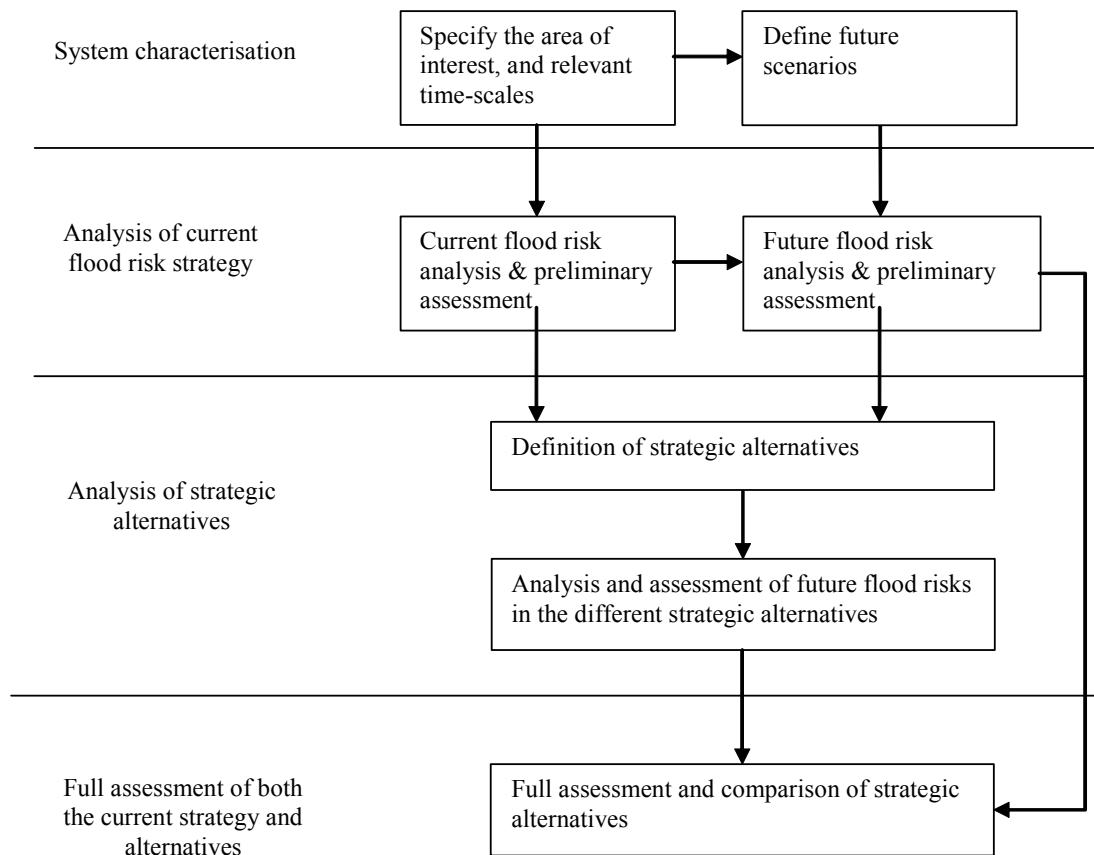 System characterisation
Specify the area of
interest, and relevant
time-scales
Define future
scenarios
Analysis of current
flood risk strategy
Current flood risk
analysis & preliminary
assessment
Future flood risk
analysis & preliminary
assessment
Analysis of strategic
alternatives
Definition of strategic alternatives
Analysis and assessment of future flood risks
in the different strategic alternatives
Full assessment of both
the current strategy and
alternatives
Full assessment and comparison of strategic
alternatives